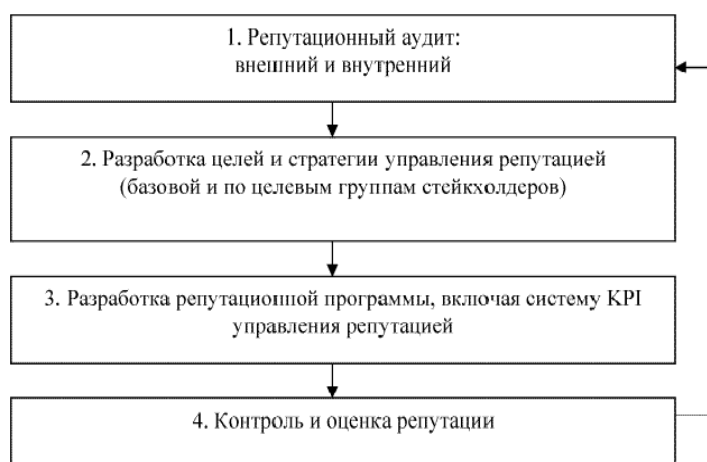 1. Репутационный аудит:
внешний и внутренний
2. Разработка целей и стратегии управления репутацией
(базовой и по целевым группам стейкхолдеров)
3. Разработка репутационной программы, включая систему KPI
управления репутацией
4. Контроль и оценка репутации